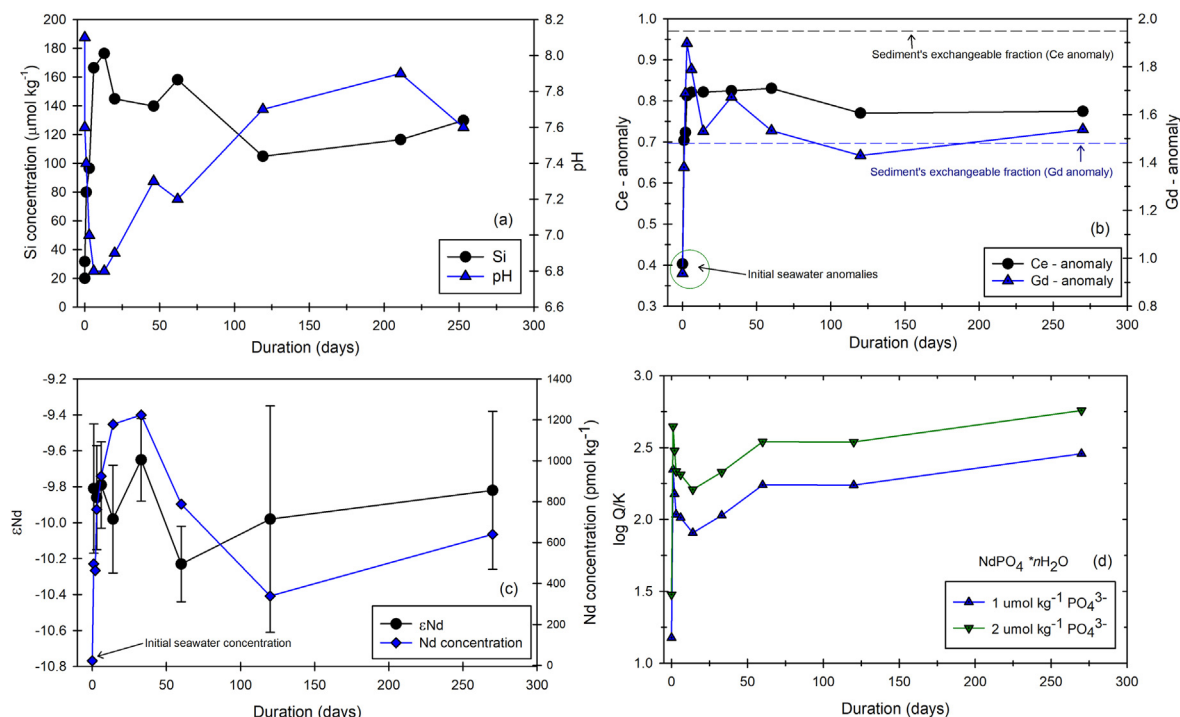 200
180
160
140
120
100
80
60
40
20
0
Si concentration (µmol kg⁻¹)
8.2
8.0
7.8
7.6
7.4
7.2
7.0
6.8
6.6
pH
(a)
Si
pH
0 50 100 150 200 250 300
Duration (days)
1.0
0.9
0.8
0.7
0.6
0.5
0.4
0.3
Ce - anomaly
2.0
1.8
1.6
1.4
1.2
1.0
0.8
Gd - anomaly
Sediment's exchangeable fraction (Ce anomaly)
(b)
Sediment's exchangeable fraction (Gd anomaly)
Initial seawater anomalies
Ce - anomaly
Gd - anomaly
0 50 100 150 200 250 300
Duration (days)
-9.2
-9.4
-9.6
-9.8
-10.0
-10.2
-10.4
-10.6
-10.8
εNd
1400
1200
1000
800
600
400
200
0
Nd concentration (pmol kg⁻¹)
(c)
εNd
Nd concentration
Initial seawater concentration
0 50 100 150 200 250 300
Duration (days)
3.0
2.5
2.0
1.5
1.0
log Q/K
NdPO₄ *nH₂O
(d)
1 umol kg⁻¹ PO₄³⁻
2 umol kg⁻¹ PO₄³⁻
0 50 100 150 200 250 300
Duration (days)